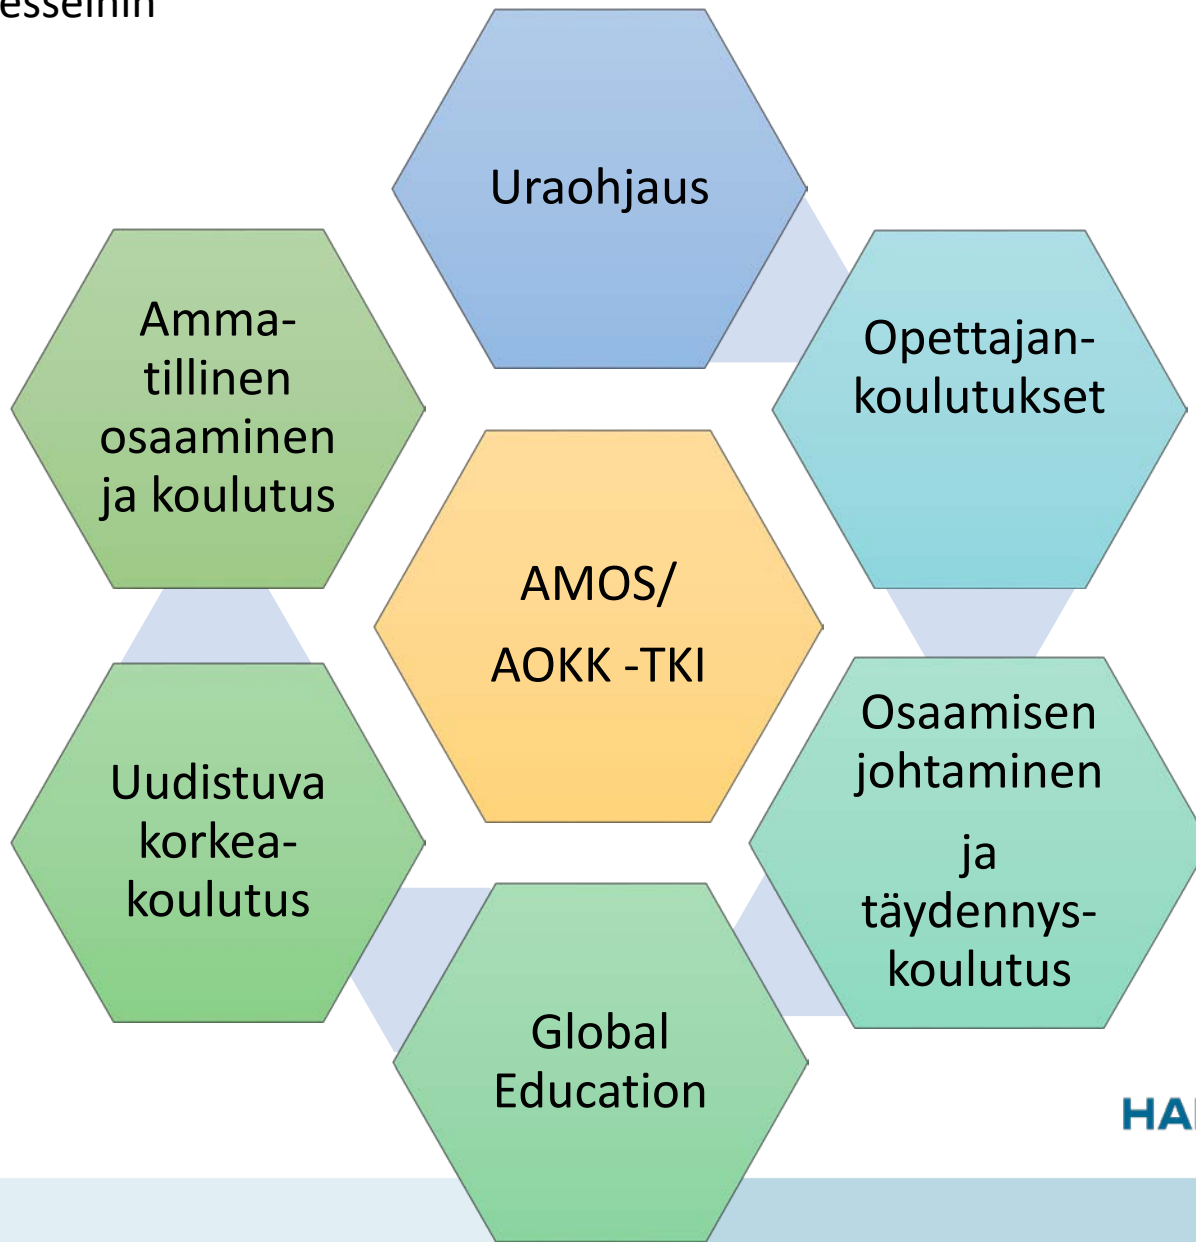 Uraohjaus
Opettajan-
koulutukset
Osaamisen
johtaminen
ja
täydennys-
koulutus
Global
Education
Uudistuva
korkea-
koulutus
Amma-
tillinen
osaaminen
ja koulutus
AMOS/
AOKK -TKI